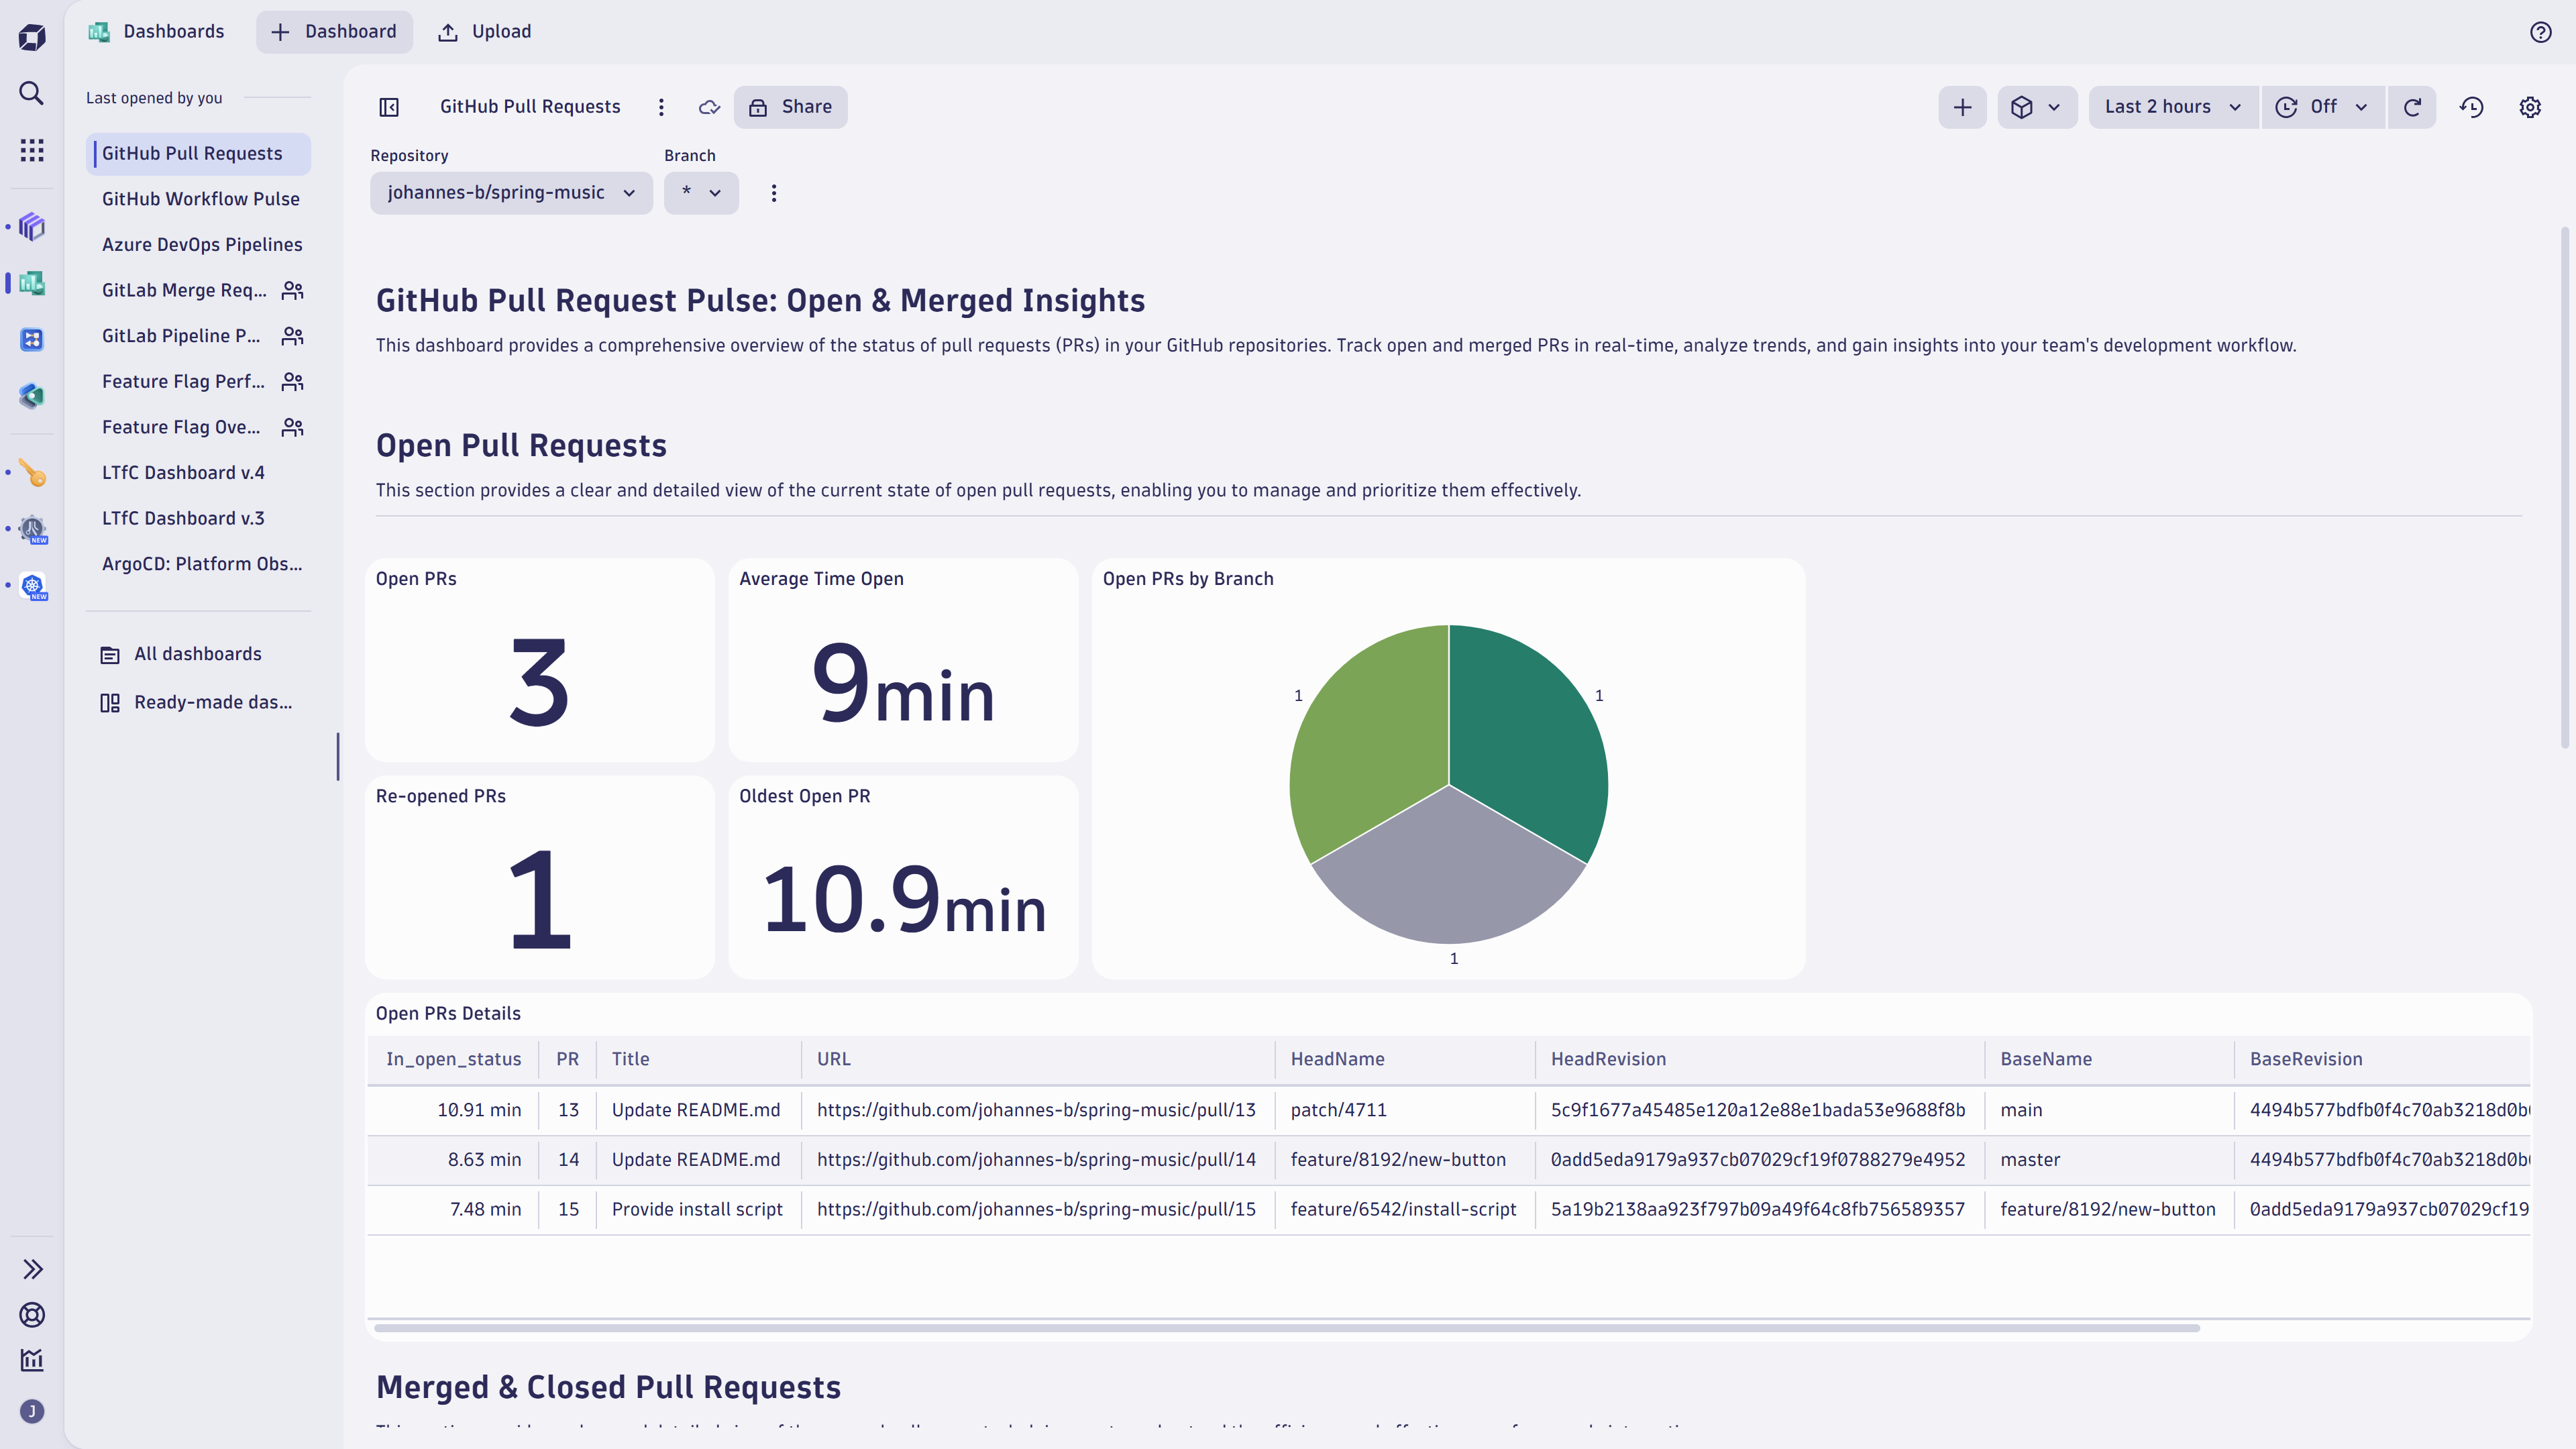 Dashboards
Dashboard
Upload
Last opened by you
GitHub Pull Requests
GitHub Workflow Pulse
Azure DevOps Pipelines
GitLab Merge Req...
GitLab Pipeline P...
Feature Flag Perf...
Feature Flag Ove...
LTfC Dashboard v.4
LTfC Dashboard v.3
ArgoCD: Platform Obs...
All dashboards
Ready-made das...
NEW
NEW
J
GitHub Pull Requests
Share
Last 2 hours
Off
Repository
Branch
johannes-b/spring-music
*
GitHub Pull Request Pulse: Open & Merged Insights
This dashboard provides a comprehensive overview of the status of pull requests (PRs) in your GitHub repositories. Track open and merged PRs in real-time, analyze trends, and gain insights into your team's development workflow.
Open Pull Requests
This section provides a clear and detailed view of the current state of open pull requests, enabling you to manage and prioritize them effectively.
Open PRs
3
Average Time Open
9min
Re-opened PRs
1
Oldest Open PR
10.9min
Open PRs by Branch
1
1
1
Open PRs Details
In_open_status PR Title URL HeadName HeadRevision BaseName BaseRevision
10.91 min 13 Update README.md https://github.com/johannes-b/spring-music/pull/13 patch/4711 5c9f1677a45485e120a12e88e1bada53e9688f8b main 4494b577bdfb0f4c70ab3218d0b
8.63 min 14 Update README.md https://github.com/johannes-b/spring-music/pull/14 feature/8192/new-button 0add5eda9179a937cb07029cf19f0788279e4952 master 4494b577bdfb0f4c70ab3218d0b
7.48 min 15 Provide install script https://github.com/johannes-b/spring-music/pull/15 feature/6542/install-script 5a19b2138aa923f797b09a49f64c8fb756589357 feature/8192/new-button 0add5eda9179a937cb07029cf19
Merged & Closed Pull Requests